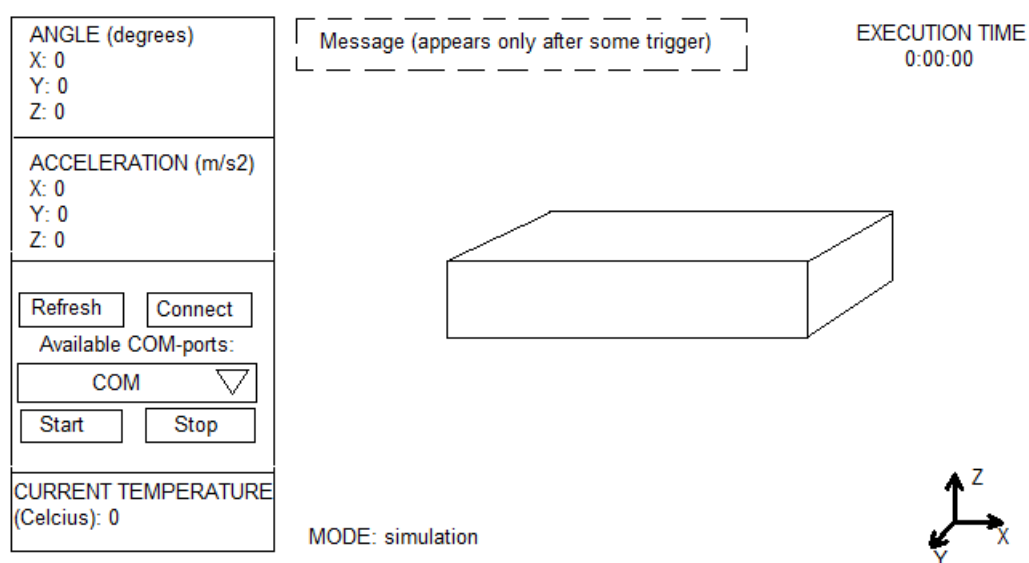 ANGLE (degrees)
X: 0
Y: 0
Z: 0
ACCELERATION (m/s2)
X: 0
Y: 0
Z: 0
Refresh
Connect
Available COM-ports:
COM
Start
Stop
CURRENT TEMPERATURE
(Celcius): 0
Message (appears only after some trigger)
EXECUTION TIME
0:00:00
MODE: simulation
Z
X
Y